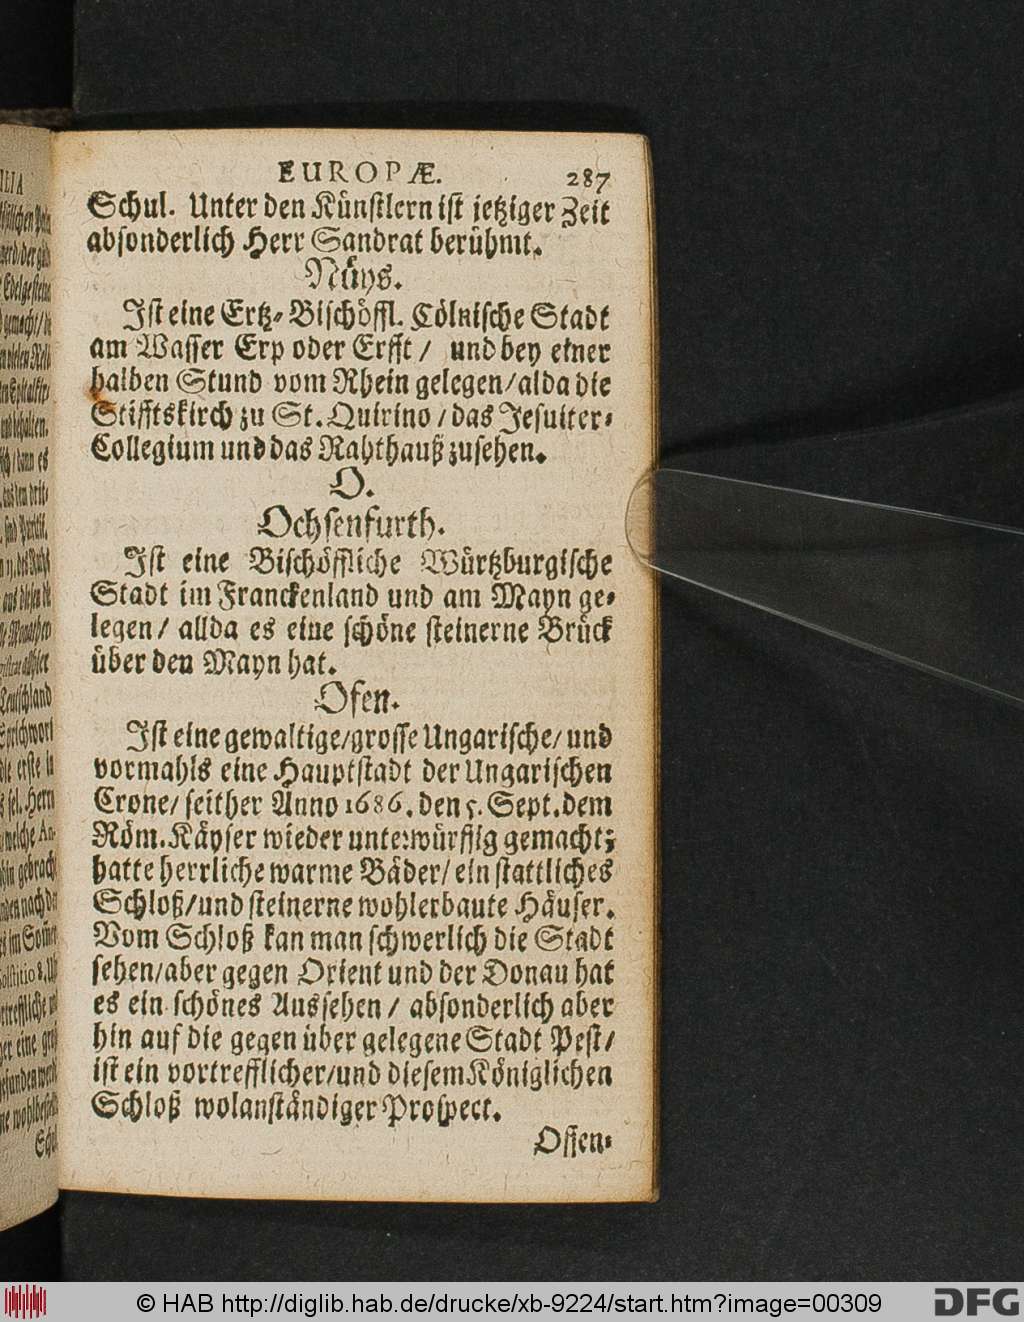 EUROPÆ. 287
Schul. Unter den Künstlern ist jetziger Zeit
absonderlich Herr Sandrat berühmt.
Näys.
Ist eine Ertz-Bischöffl. Cölnische Stadt
am Wasser Erp oder Erfft / und bey einer
halben Stund vom Rhein gelegen/alda die
Stifftskirch zu St. Quirino/das Jesuiter-
Collegium und das Rahthauß zusehen.
O.
Ochsenfurth.
Ist eine Bischöffliche Würtzburgische
Stadt im Franckenland und am Mayn ge-
legen/ allda es eine schöne steinerne Brück
über den Mayn hat.
Ofen.
Ist eine gewaltige/grosse Ungarische/und
vormahls eine Hauptstadt der Ungarischen
Crone/ seither Anno 1686. den 5. Sept. dem
Röm. Käyser wieder unterwürffig gemacht;
hatte herrliche warme Bäder/ ein stattliches
Schloß/und steinerne wohlerbaute Häuser.
Vom Schloß kan man schwerlich die Stadt
sehen/aber gegen Orient und der Donau hat
es ein schönes Aussehen / absonderlich aber
hin auf die gegen über gelegene Stadt Pest/
ist ein vortrefflicher/und diesem Königlichen
Schloß wolanständiger Prospect.
Offen-
© HAB http://diglib.hab.de/drucke/xb-9224/start.htm?image=00309
DFG